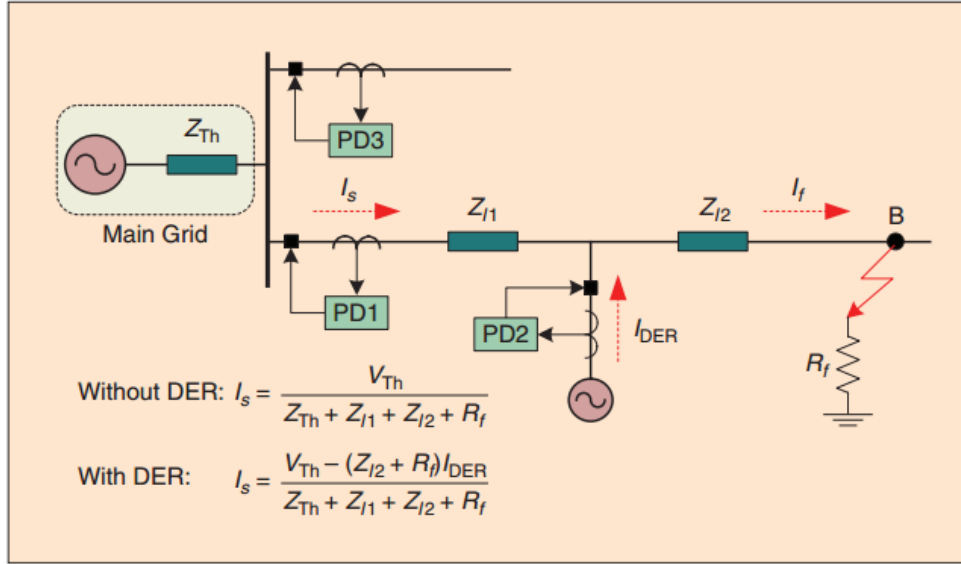 Z_Th
PD3
Main Grid
I_s
Z_l1
Z_l2
I_f
B
PD1
PD2
I_DER
R_f
Without DER: I_s = V_Th / (Z_Th + Z_l1 + Z_l2 + R_f)
With DER: I_s = (V_Th – (Z_l2 + R_f)I_DER) / (Z_Th + Z_l1 + Z_l2 + R_f)